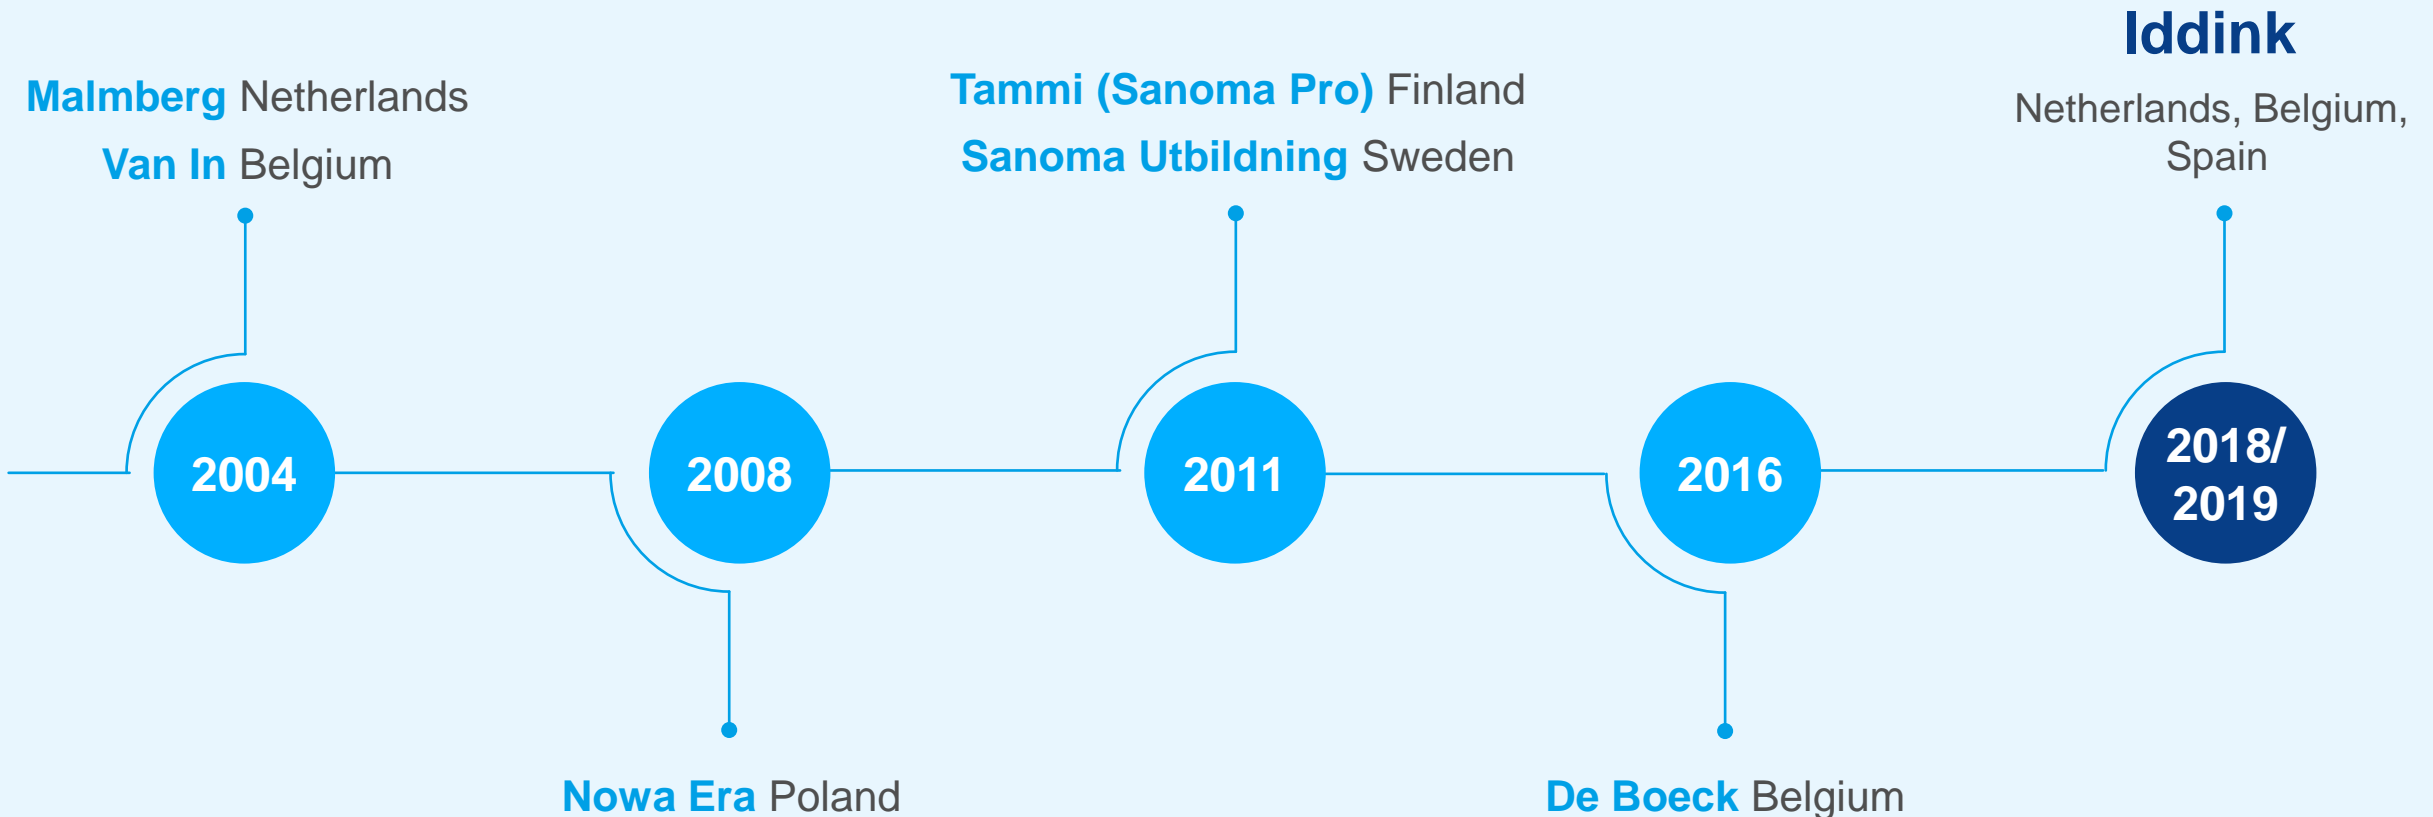 Malmberg Netherlands
Van In Belgium
2004
2008
Nowa Era Poland
Tammi (Sanoma Pro) Finland
Sanoma Utbildning Sweden
2011
2016
De Boeck Belgium
Iddink
Netherlands, Belgium,
Spain
2018/
2019